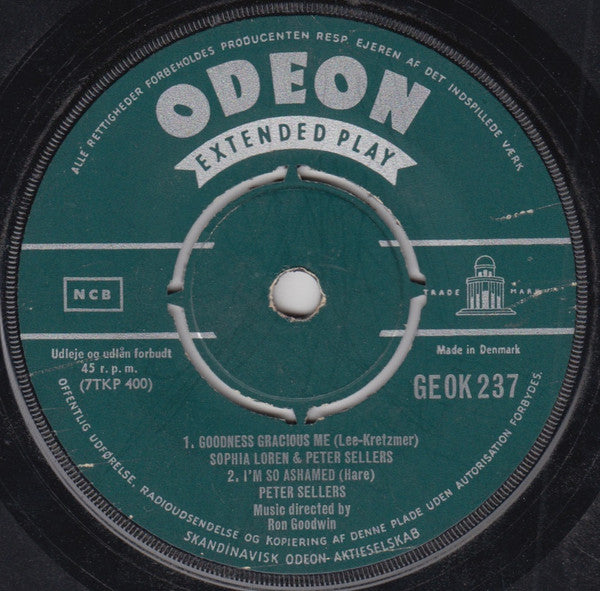 ALLE RETTIGHEDER FORBEHOLDES PRODUCENTEN RESP. EJEREN AF DET INDSPILLEDE VÆRK
ODEON
EXTENDED PLAY
NCB
TRADE MARK
Udleje og udlån forbudt
45 r.p.m.
(7TKP 400)
Made in Denmark
GEOK 237
1. GOODNESS GRACIOUS ME (Lee-Kretzmer)
SOPHIA LOREN & PETER SELLERS
2. I'M SO ASHAMED (Hare)
PETER SELLERS
Music directed by
Ron Goodwin
OFFENTLIG UDFØRELSE, RADIOUDSENDELSE OG KOPIERING AF DENNE PLADE UDEN AUTORISATION FORBYDES.
SKANDINAVISK ODEON-AKTIESELSKAB